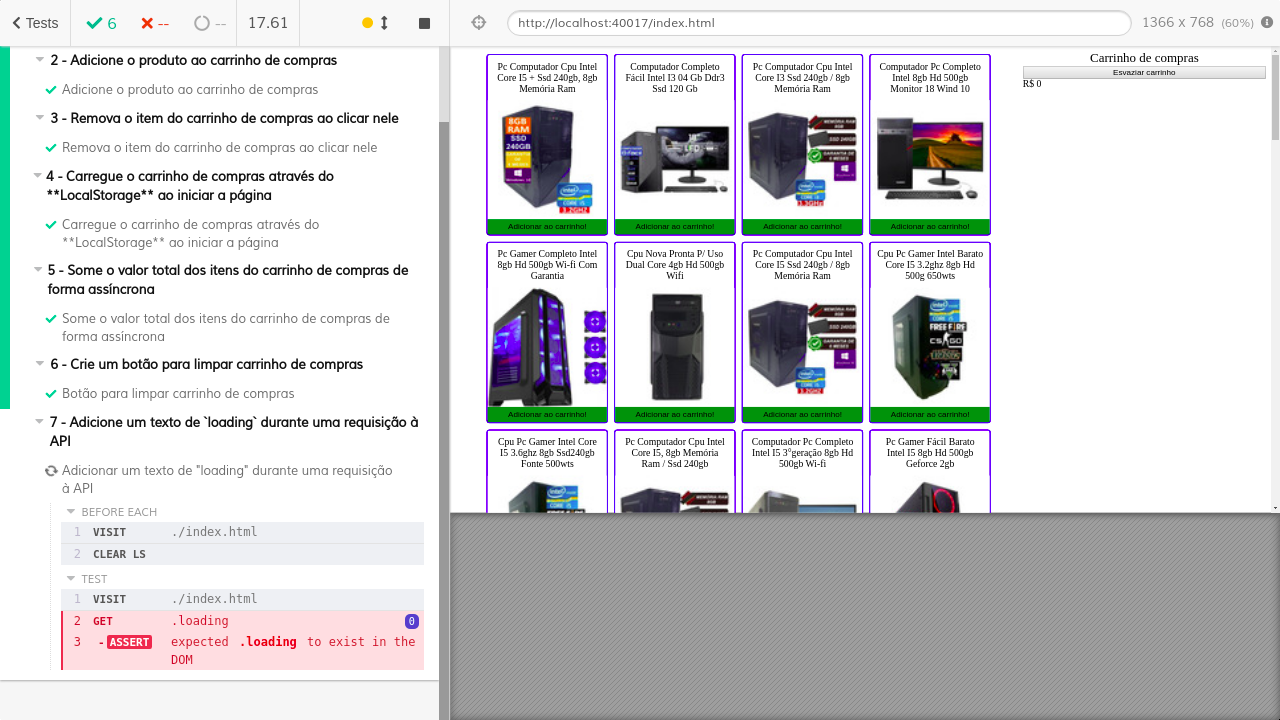 Tests
6
--
--
17.61
http://localhost:40017/index.html
1366 x 768 (60%)
2 - Adicione o produto ao carrinho de compras
Adicione o produto ao carrinho de compras
3 - Remova o item do carrinho de compras ao clicar nele
Remova o item do carrinho de compras ao clicar nele
4 - Carregue o carrinho de compras através do
**LocalStorage** ao iniciar a página
Carregue o carrinho de compras através do
**LocalStorage** ao iniciar a página
5 - Some o valor total dos itens do carrinho de compras de
forma assíncrona
Some o valor total dos itens do carrinho de compras de
forma assíncrona
6 - Crie um botão para limpar carrinho de compras
Botão para limpar carrinho de compras
7 - Adicione um texto de `loading` durante uma requisição à
API
Adicionar um texto de "loading" durante uma requisição
à API
BEFORE EACH
1 VISIT ./index.html
2 CLEAR LS
TEST
1 VISIT ./index.html
2 GET .loading 0
3 -ASSERT expected .loading to exist in the
DOM
Pc Computador Cpu Intel
Core I5 + Ssd 240gb, 8gb
Memória Ram
8GB
RAM
SSD
240GB
Adicionar ao carrinho!
Computador Completo
Fácil Intel I3 04 Gb Ddr3
Ssd 120 Gb
Adicionar ao carrinho!
Pc Computador Cpu Intel
Core I3 Ssd 240gb / 8gb
Memória Ram
Adicionar ao carrinho!
Computador Pc Completo
Intel 8gb Hd 500gb
Monitor 18 Wind 10
Adicionar ao carrinho!
Pc Gamer Completo Intel
8gb Hd 500gb Wi-fi Com
Garantia
Adicionar ao carrinho!
Cpu Nova Pronta P/ Uso
Dual Core 4gb Hd 500gb
Wifi
Adicionar ao carrinho!
Pc Computador Cpu Intel
Core I5 Ssd 240gb / 8gb
Memória Ram
Adicionar ao carrinho!
Cpu Pc Gamer Intel Barato
Core I5 3.2ghz 8gb Hd
500g 650wts
FREE FIRE
CS:GO
Adicionar ao carrinho!
Cpu Pc Gamer Intel Core
I5 3.6ghz 8gb Ssd240gb
Fonte 500wts
Pc Computador Cpu Intel
Core I5, 8gb Memória
Ram / Ssd 240gb
Computador Pc Completo
Intel I5 3°geração 8gb Hd
500gb Wi-fi
Pc Gamer Fácil Barato
Intel I5 8gb Hd 500gb
Geforce 2gb
Carrinho de compras
Esvaziar carrinho
R$ 0